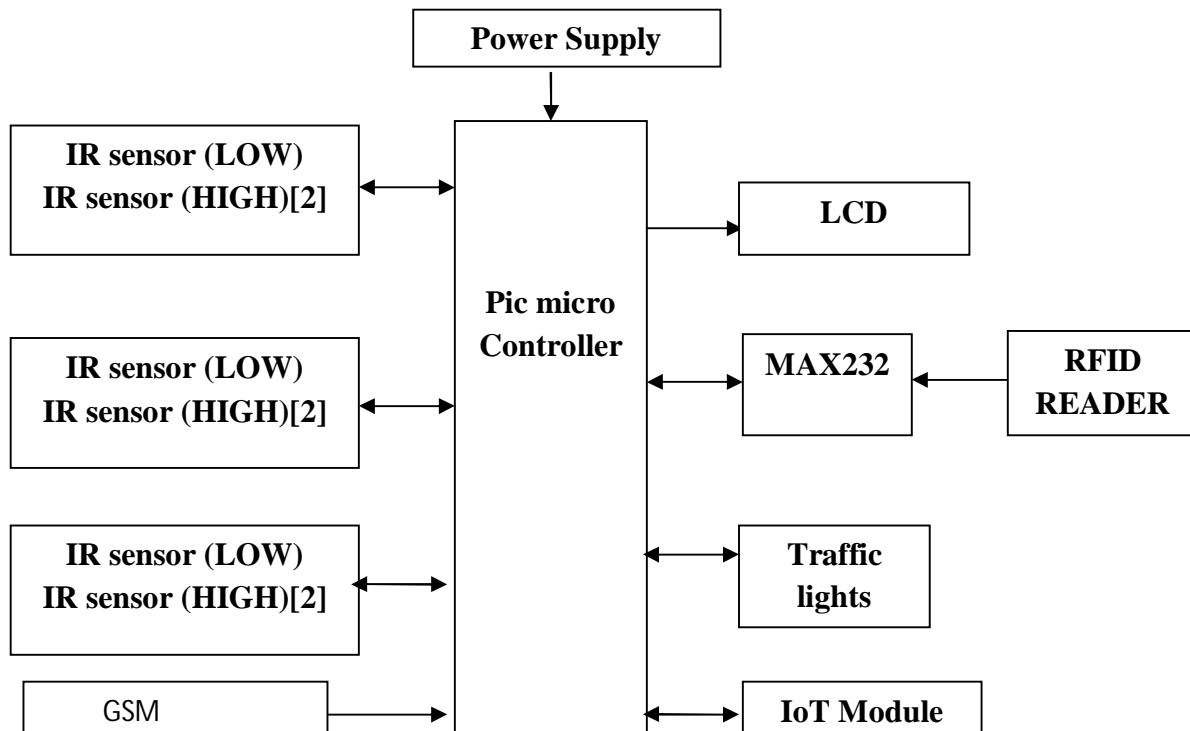 Power Supply
IR sensor (LOW)
IR sensor (HIGH)[2]
LCD
Pic micro
Controller
IR sensor (LOW)
IR sensor (HIGH)[2]
MAX232
RFID
READER
IR sensor (LOW)
IR sensor (HIGH)[2]
Traffic
lights
GSM
IoT Module